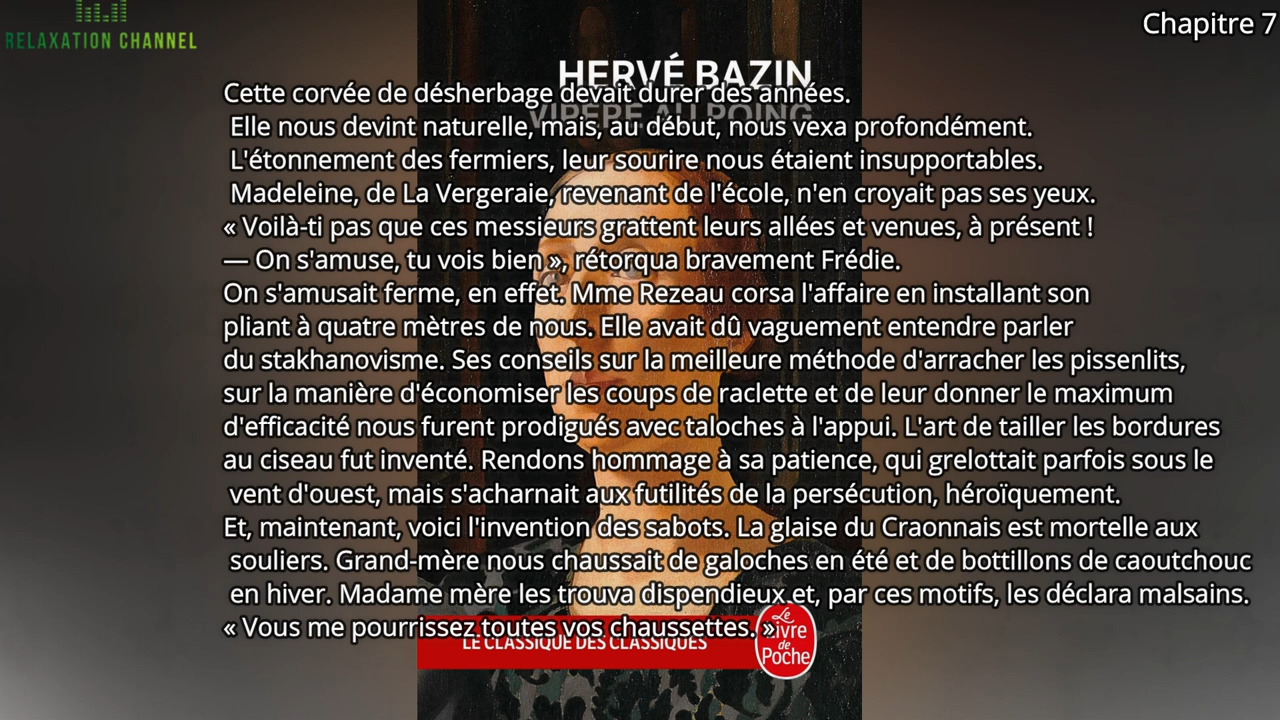 RELAXATION CHANNEL
Chapitre 7
HERVÉ BAZIN
VIPÈRE AU POING
Cette corvée de désherbage devait durer des années.
Elle nous devint naturelle, mais, au début, nous vexa profondément.
L'étonnement des fermiers, leur sourire nous étaient insupportables.
Madeleine, de La Vergeraie, revenant de l'école, n'en croyait pas ses yeux.
« Voilà-ti pas que ces messieurs grattent leurs allées et venues, à présent !
— On s'amuse, tu vois bien », rétorqua bravement Frédie.
On s'amusait ferme, en effet. Mme Rezeau corsa l'affaire en installant son
pliant à quatre mètres de nous. Elle avait dû vaguement entendre parler
du stakhanovisme. Ses conseils sur la meilleure méthode d'arracher les pissenlits,
sur la manière d'économiser les coups de raclette et de leur donner le maximum
d'efficacité nous furent prodigués avec taloches à l'appui. L'art de tailler les bordures
au ciseau fut inventé. Rendons hommage à sa patience, qui grelottait parfois sous le
vent d'ouest, mais s'acharnait aux futilités de la persécution, héroïquement.
Et, maintenant, voici l'invention des sabots. La glaise du Craonnais est mortelle aux
souliers. Grand-mère nous chaussait de galoches en été et de bottillons de caoutchouc
en hiver. Madame mère les trouva dispendieux et, par ces motifs, les déclara malsains.
« Vous me pourrissez toutes vos chaussettes. »
LE CLASSIQUE DES CLASSIQUES
Le
Livre
de
Poche